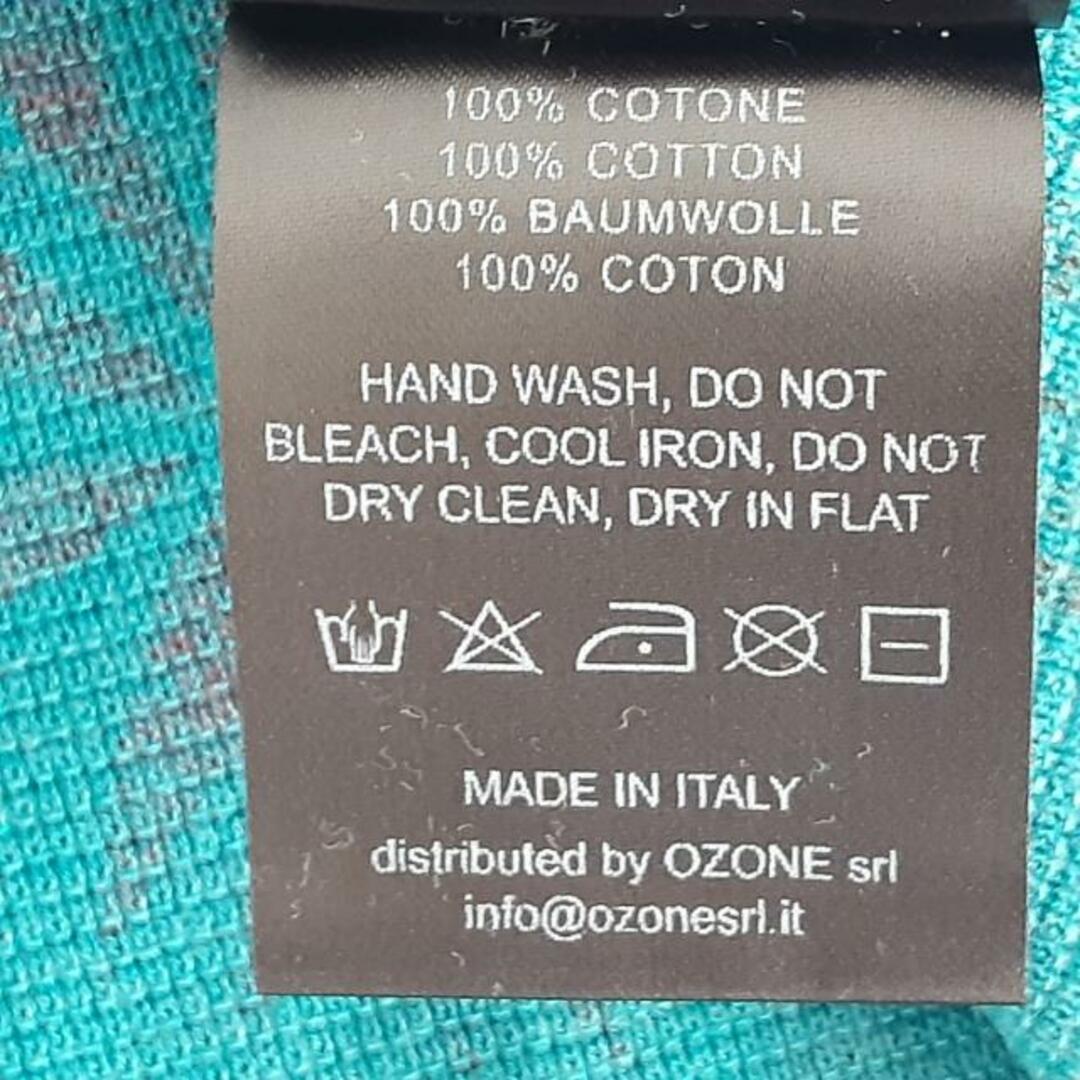 100% COTONE
100% COTTON
100% BAUMWOLLE
100% COTON
HAND WASH, DO NOT
BLEACH, COOL IRON, DO NOT
DRY CLEAN, DRY IN FLAT
MADE IN ITALY
distributed by OZONE srl
info@ozonesrl.it